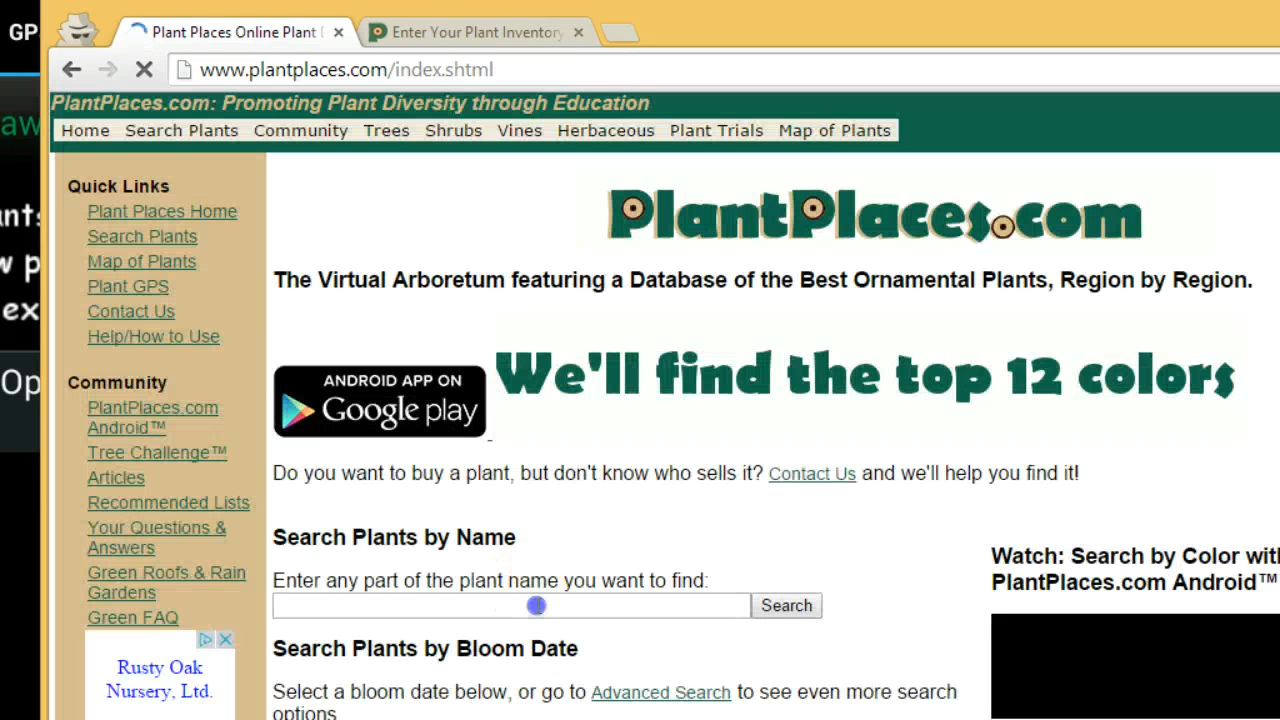 GP
Plant Places Online Plant
Enter Your Plant Inventory
www.plantplaces.com/index.shtml
PlantPlaces.com: Promoting Plant Diversity through Education
Home Search Plants Community Trees Shrubs Vines Herbaceous Plant Trials Map of Plants
Quick Links
Plant Places Home
Search Plants
Map of Plants
Plant GPS
Contact Us
Help/How to Use
Community
PlantPlaces.com
Android™
Tree Challenge™
Articles
Recommended Lists
Your Questions &
Answers
Green Roofs & Rain
Gardens
Green FAQ
Rusty Oak
Nursery, Ltd.
PlantPlaces.com
The Virtual Arboretum featuring a Database of the Best Ornamental Plants, Region by Region.
ANDROID APP ON
Google play
We'll find the top 12 colors
Do you want to buy a plant, but don't know who sells it? Contact Us and we'll help you find it!
Search Plants by Name
Enter any part of the plant name you want to find:
Search
Search Plants by Bloom Date
Select a bloom date below, or go to Advanced Search to see even more search
options
Watch: Search by Color with
PlantPlaces.com Android™